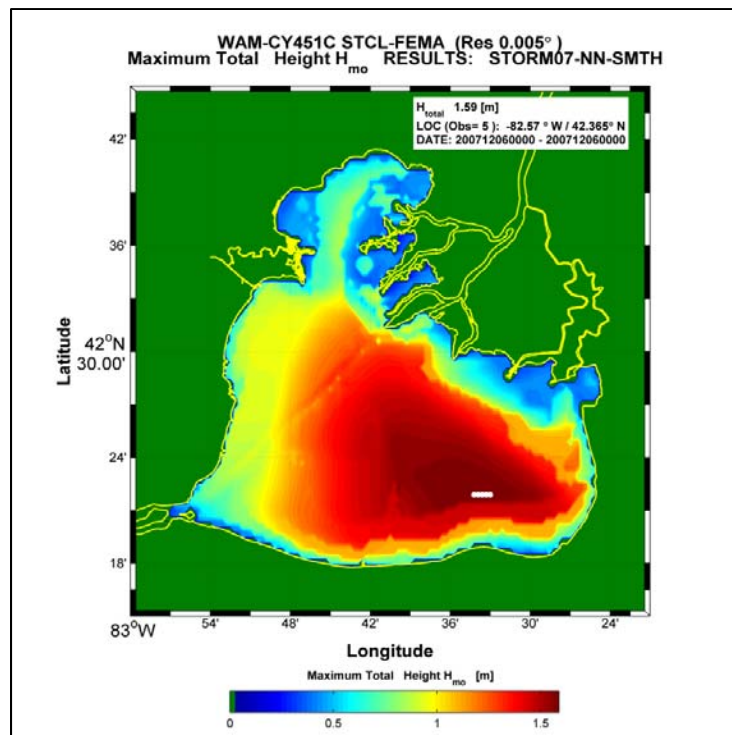 WAM-CY451C STCL-FEMA (Res 0.005° )
Maximum Total Height Hmo RESULTS: STORM07-NN-SMTH
Htotal 1.59 [m]
LOC (Obs= 5 ): -82.57 ° W / 42.365° N
DATE: 200712060000 - 200712060000
42'
36'
42°N
30.00'
24'
18'
Latitude
83°W
54'
48'
42'
36'
30'
24'
Longitude
Maximum Total Height Hmo [m]
0
0.5
1
1.5